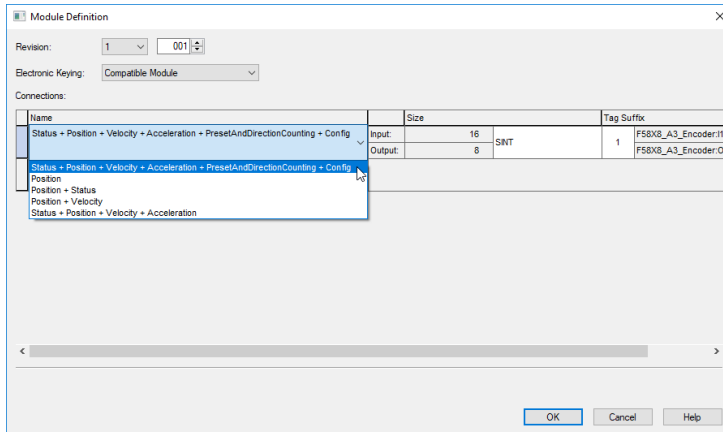 Module Definition
Revision: 1 001
Electronic Keying: Compatible Module
Connections:
Name Size Tag Suffix
Status + Position + Velocity + Acceleration + PresetAndDirectionCounting + Config Input: 16 SINT 1 F58X8_A3_Encoder:I1
Output: 8 F58X8_A3_Encoder:O
Status + Position + Velocity + Acceleration + PresetAndDirectionCounting + Config
Position
Position + Status
Position + Velocity
Status + Position + Velocity + Acceleration
OK Cancel Help